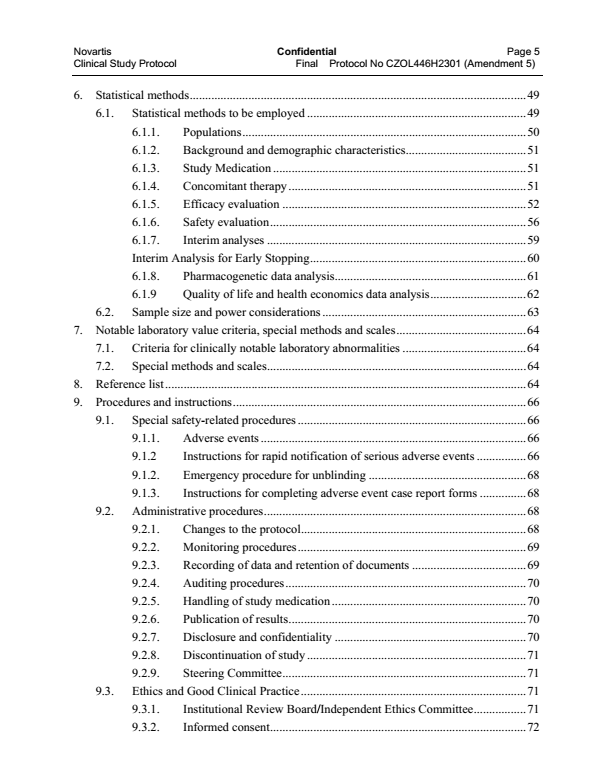 Novartis Confidential Page 5
Clinical Study Protocol Final Protocol No CZOL446H2301 (Amendment 5)
6. Statistical methods 49
6.1. Statistical methods to be employed 49
6.1.1. Populations 50
6.1.2. Background and demographic characteristics 51
6.1.3. Study Medication 51
6.1.4. Concomitant therapy 51
6.1.5. Efficacy evaluation 52
6.1.6. Safety evaluation 56
6.1.7. Interim analyses 59
Interim Analysis for Early Stopping 60
6.1.8. Pharmacogenetic data analysis 61
6.1.9 Quality of life and health economics data analysis 62
6.2. Sample size and power considerations 63
7. Notable laboratory value criteria, special methods and scales 64
7.1. Criteria for clinically notable laboratory abnormalities 64
7.2. Special methods and scales 64
8. Reference list 64
9. Procedures and instructions 66
9.1. Special safety-related procedures 66
9.1.1. Adverse events 66
9.1.2 Instructions for rapid notification of serious adverse events 66
9.1.2. Emergency procedure for unblinding 68
9.1.3. Instructions for completing adverse event case report forms 68
9.2. Administrative procedures 68
9.2.1. Changes to the protocol 68
9.2.2. Monitoring procedures 69
9.2.3. Recording of data and retention of documents 69
9.2.4. Auditing procedures 70
9.2.5. Handling of study medication 70
9.2.6. Publication of results 70
9.2.7. Disclosure and confidentiality 70
9.2.8. Discontinuation of study 71
9.2.9. Steering Committee 71
9.3. Ethics and Good Clinical Practice 71
9.3.1. Institutional Review Board/Independent Ethics Committee 71
9.3.2. Informed consent 72